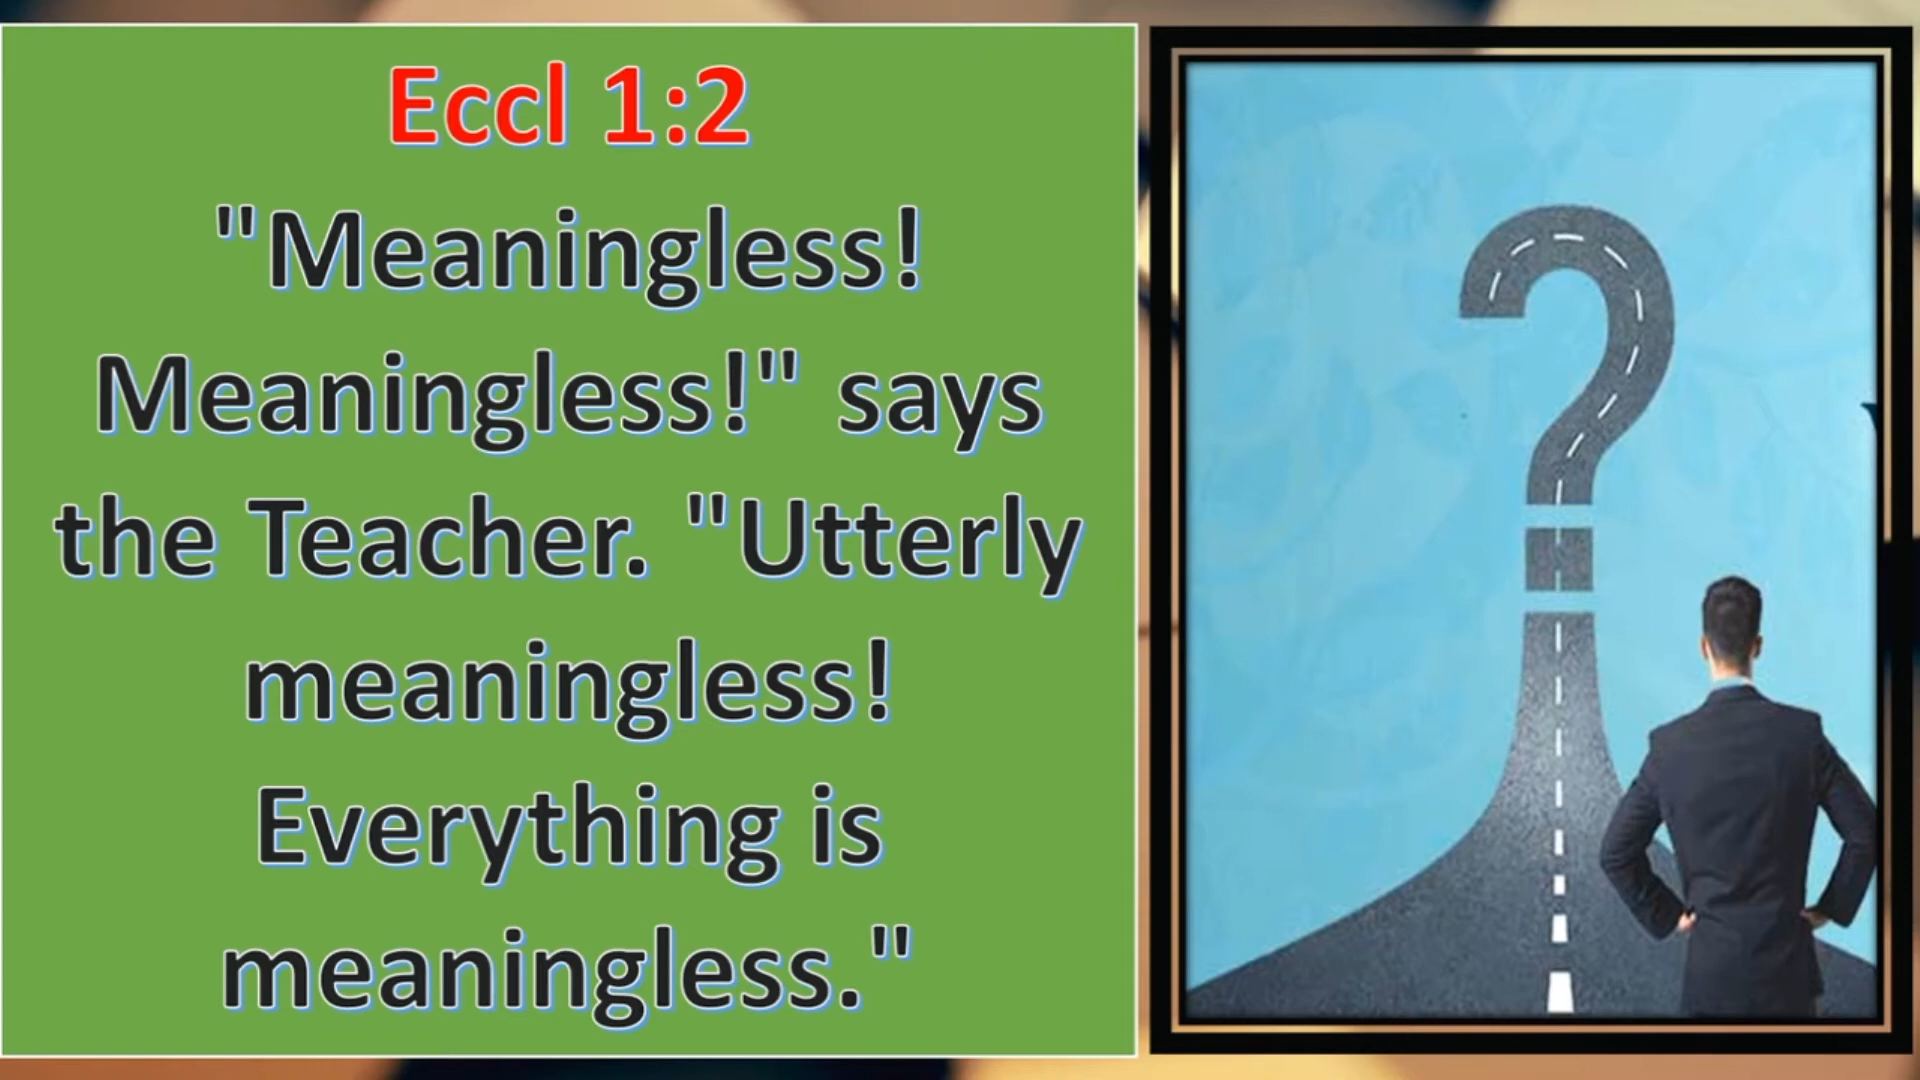 Eccl 1:2
"Meaningless!
Meaningless!" says
the Teacher. "Utterly
meaningless!
Everything is
meaningless."